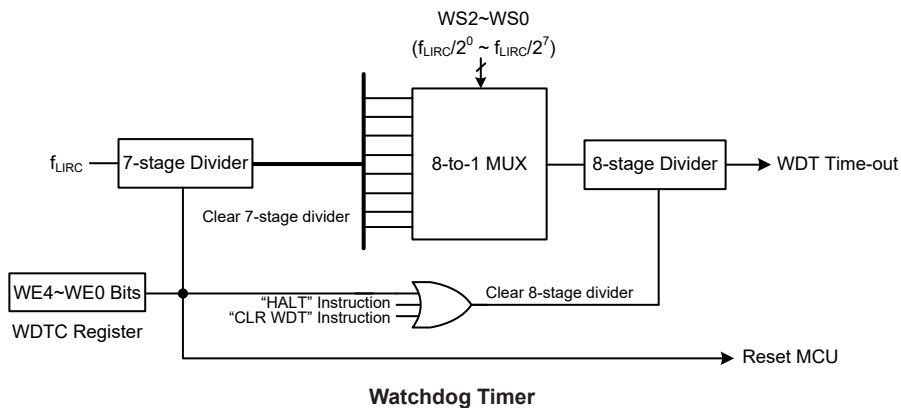 WS2~WS0
(fLIRC/2⁰ ~ fLIRC/2⁷)
fLIRC
7-stage Divider
8-to-1 MUX
8-stage Divider
WDT Time-out
Clear 7-stage divider
WE4~WE0 Bits
WDTC Register
“HALT” Instruction
“CLR WDT” Instruction
Clear 8-stage divider
Reset MCU
Watchdog Timer